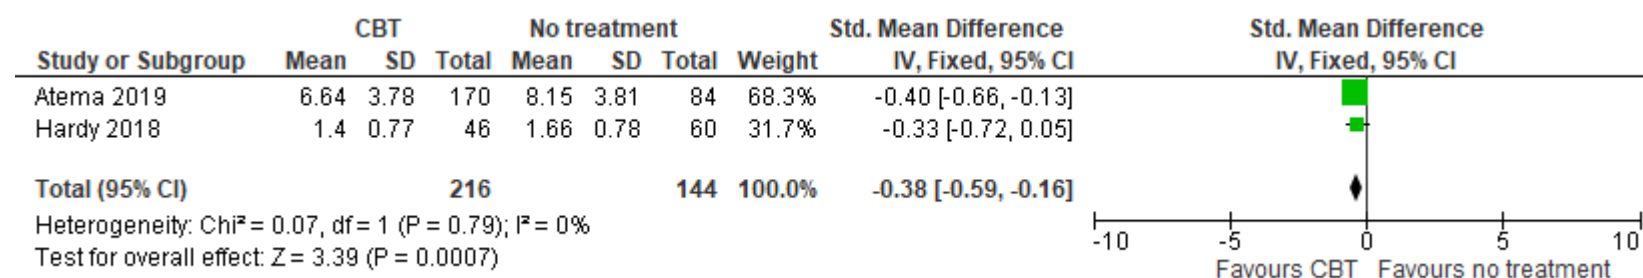 CBT No treatment Std. Mean Difference Std. Mean Difference
Study or Subgroup Mean SD Total Mean SD Total Weight IV, Fixed, 95% CI IV, Fixed, 95% CI
Atema 2019 6.64 3.78 170 8.15 3.81 84 68.3% -0.40 [-0.66, -0.13]
Hardy 2018 1.4 0.77 46 1.66 0.78 60 31.7% -0.33 [-0.72, 0.05]
Total (95% CI) 216 144 100.0% -0.38 [-0.59, -0.16]
Heterogeneity: Chi² = 0.07, df = 1 (P = 0.79); I² = 0%
Test for overall effect: Z = 3.39 (P = 0.0007)
-10 -5 0 5 10
Favours CBT Favours no treatment